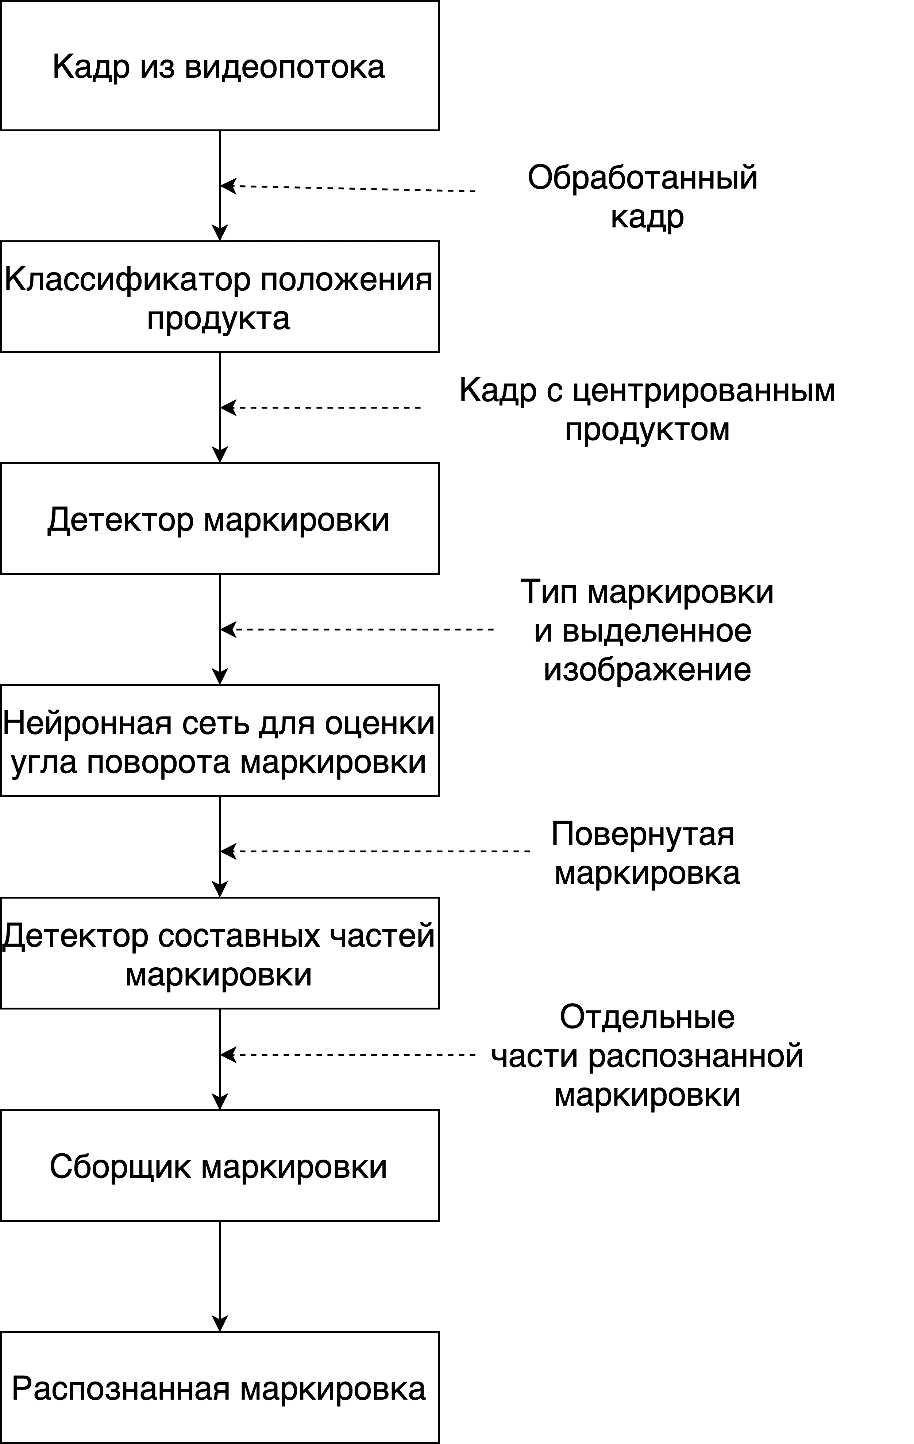 Кадр из видеопотока
Обработанный
кадр
Классификатор положения
продукта
Кадр с центрированным
продуктом
Детектор маркировки
Тип маркировки
и выделенное
изображение
Нейронная сеть для оценки
угла поворота маркировки
Повернутая
маркировка
Детектор составных частей
маркировки
Отдельные
части распознанной
маркировки
Сборщик маркировки
Распознанная маркировка